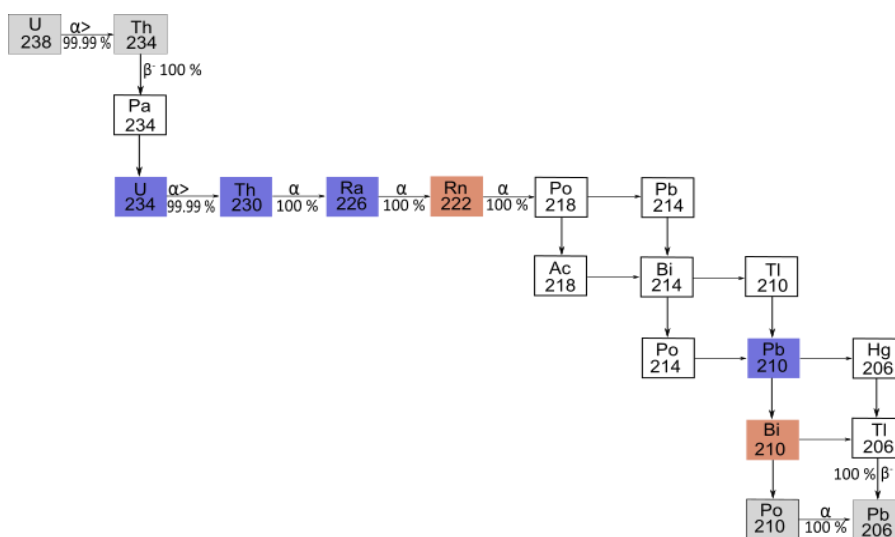 U
238
α>
99.99 %
Th
234
β⁻ 100 %
Pa
234
U
234
α>
99.99 %
Th
230
α
100 %
Ra
226
α
100 %
Rn
222
α
100 %
Po
218
Pb
214
Ac
218
Bi
214
Tl
210
Po
214
Pb
210
Hg
206
Bi
210
Tl
206
100 % β⁻
Po
210
α
100 %
Pb
206